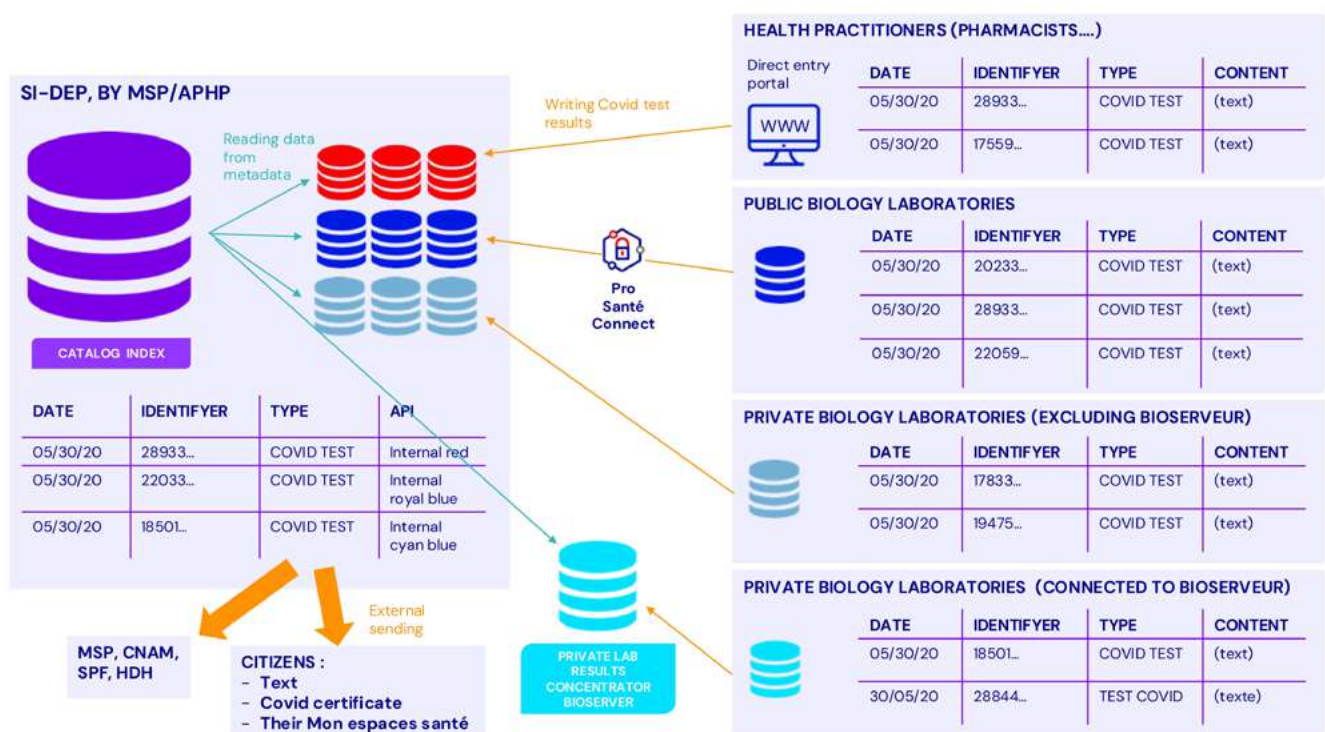 SI-DEP, BY MSP/APHP
Reading data
from
metadata
CATALOG INDEX
DATE IDENTIFYER TYPE API
05/30/20 28933... COVID TEST Internal red
05/30/20 22033... COVID TEST Internal
royal blue
05/30/20 18501... COVID TEST Internal
cyan blue
External
sending
MSP, CNAM,
SPF, HDH
CITIZENS :
- Text
- Covid certificate
- Their Mon espaces santé
Writing Covid test
results
Pro
Santé
Connect
PRIVATE LAB
RESULTS
CONCENTRATOR
BIOSERVER
HEALTH PRACTITIONERS (PHARMACISTS....)
Direct entry
portal
WWW
DATE IDENTIFYER TYPE CONTENT
05/30/20 28933... COVID TEST (text)
05/30/20 17559... COVID TEST (text)
PUBLIC BIOLOGY LABORATORIES
DATE IDENTIFYER TYPE CONTENT
05/30/20 20233... COVID TEST (text)
05/30/20 28933... COVID TEST (text)
05/30/20 22059... COVID TEST (text)
PRIVATE BIOLOGY LABORATORIES (EXCLUDING BIOSERVEUR)
DATE IDENTIFYER TYPE CONTENT
05/30/20 17833... COVID TEST (text)
05/30/20 19475... COVID TEST (text)
PRIVATE BIOLOGY LABORATORIES (CONNECTED TO BIOSERVEUR)
DATE IDENTIFYER TYPE CONTENT
05/30/20 18501... COVID TEST (text)
30/05/20 28844... TEST COVID (texte)